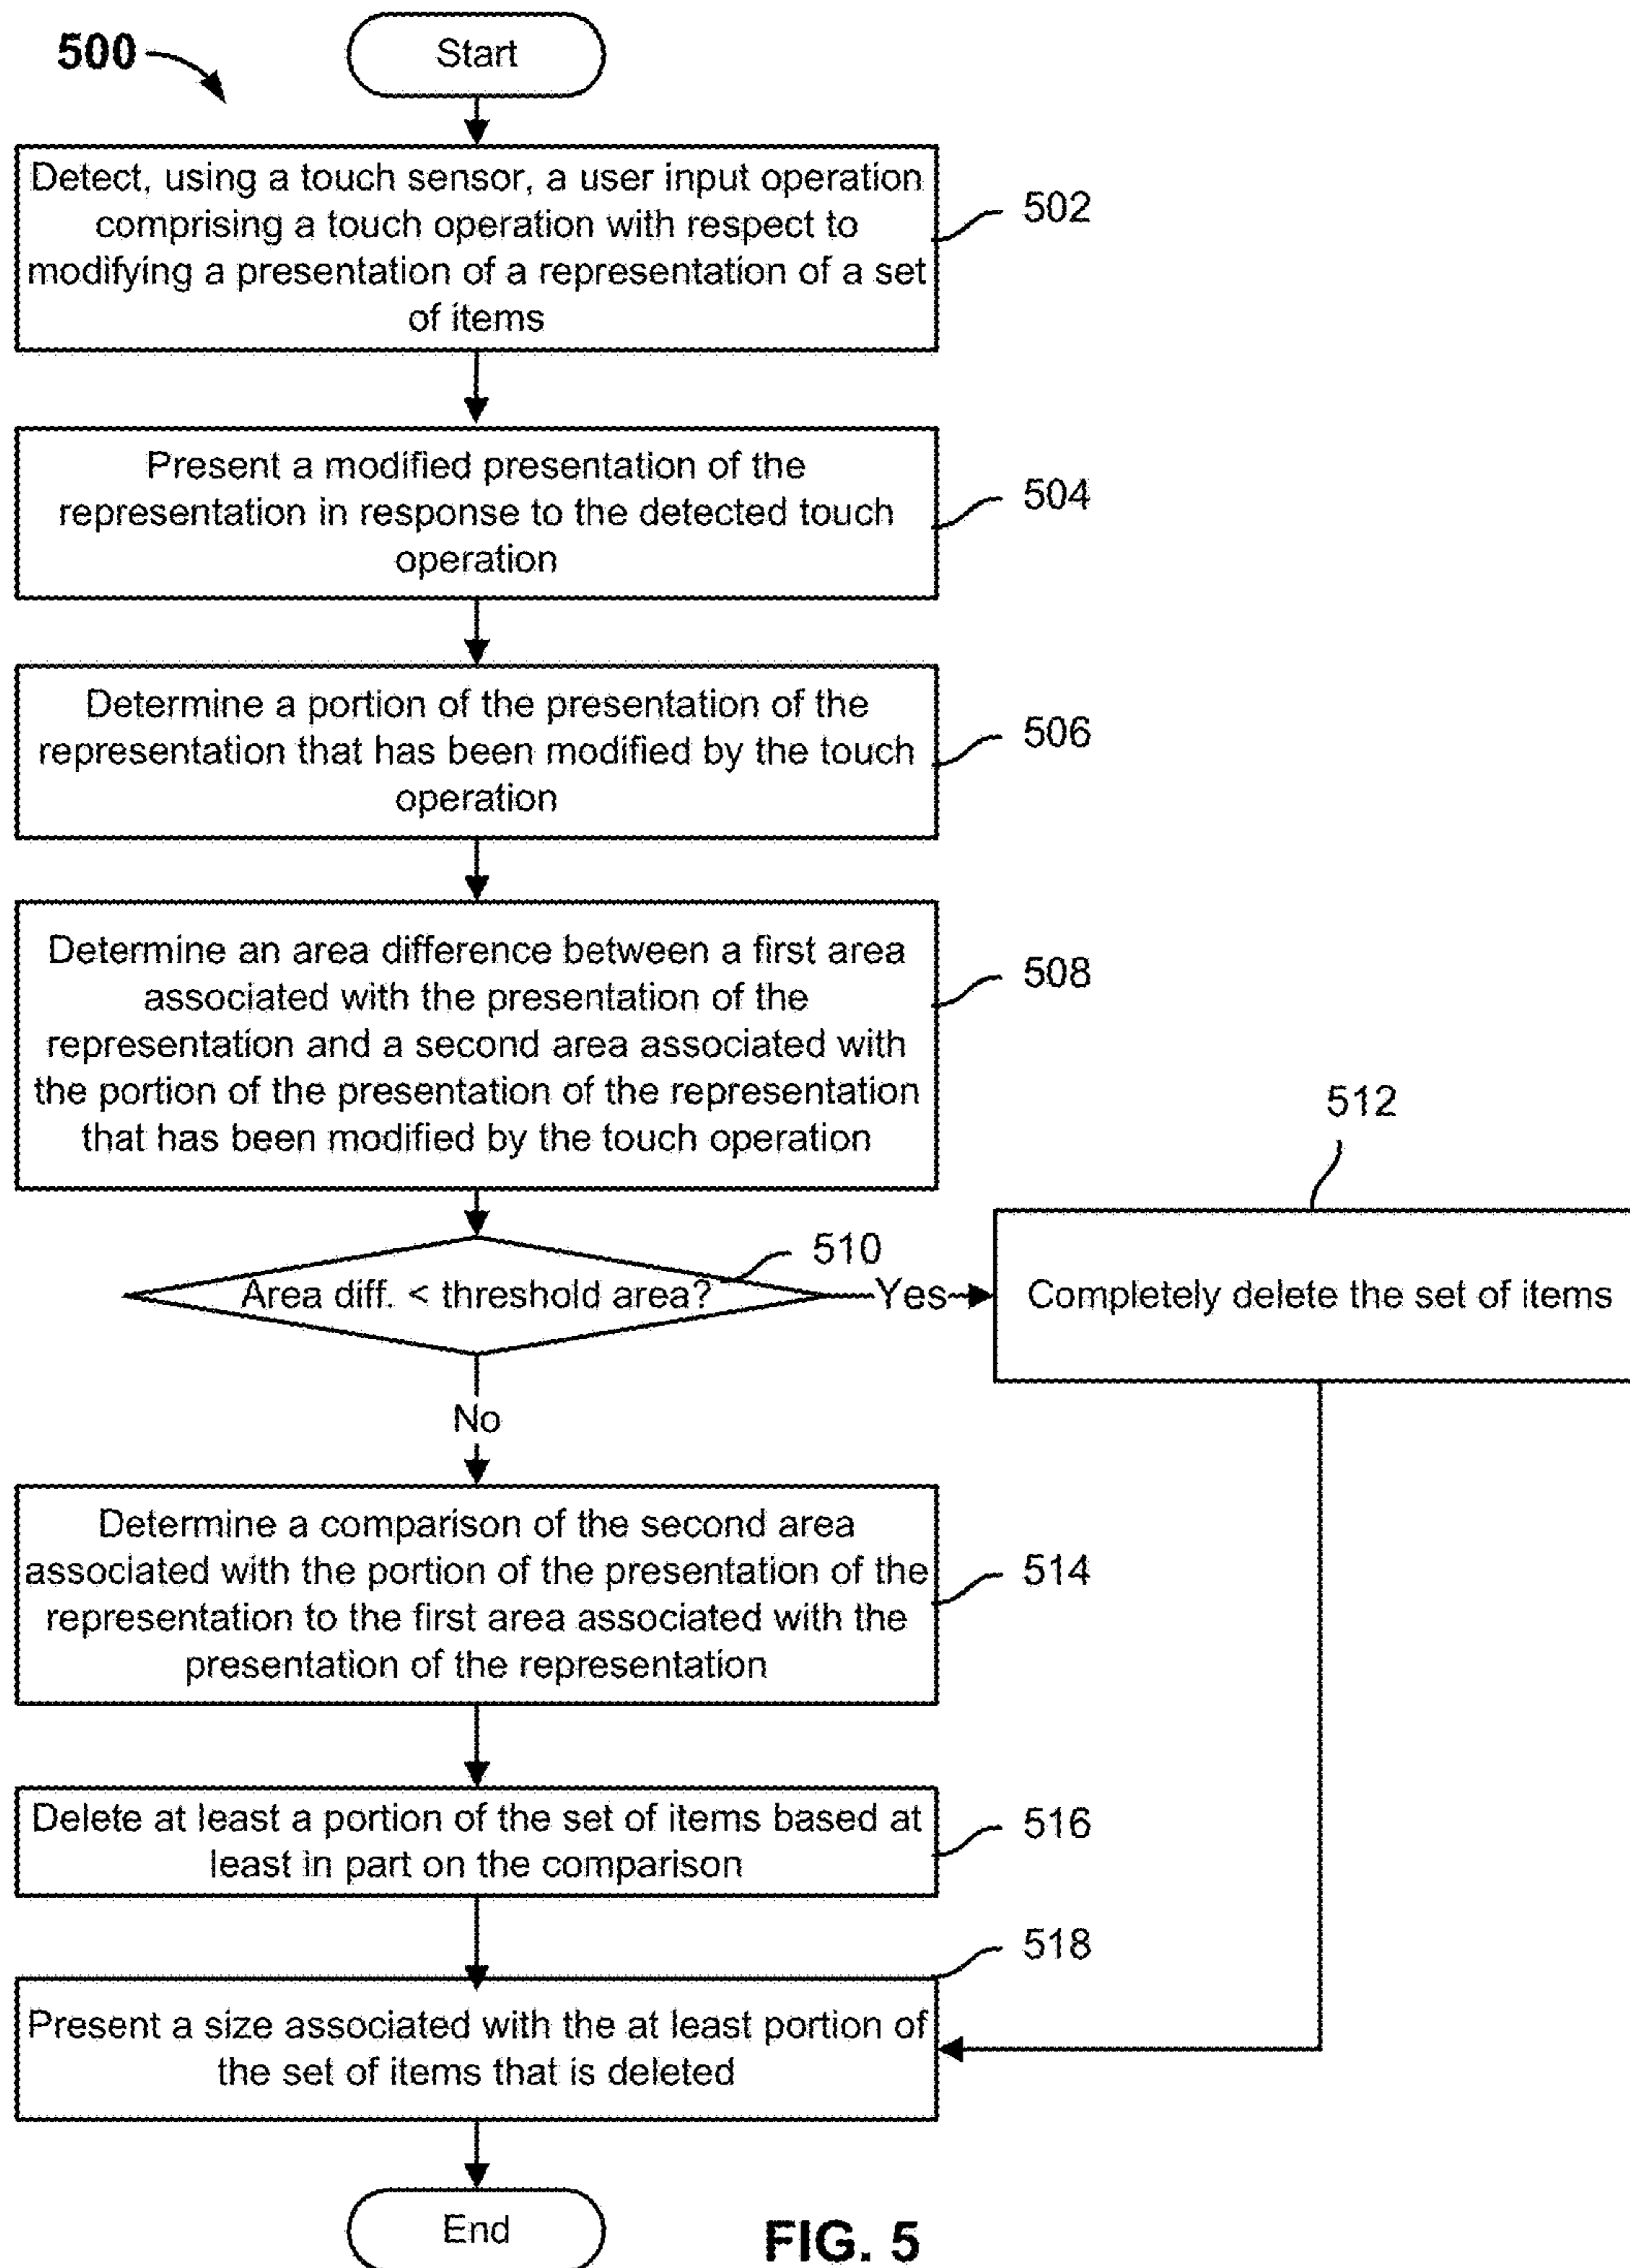 500
Start
Detect, using a touch sensor, a user input operation
comprising a touch operation with respect to
modifying a presentation of a representation of a set
of items
502
Present a modified presentation of the
representation in response to the detected touch
operation
504
Determine a portion of the presentation of the
representation that has been modified by the touch
operation
506
Determine an area difference between a first area
associated with the presentation of the
representation and a second area associated with
the portion of the presentation of the representation
that has been modified by the touch operation
508
Area diff. < threshold area?
510
Yes
512
Completely delete the set of items
No
Determine a comparison of the second area
associated with the portion of the presentation of the
representation to the first area associated with the
presentation of the representation
514
Delete at least a portion of the set of items based at
least in part on the comparison
516
518
Present a size associated with the at least portion of
the set of items that is deleted
End
FIG. 5